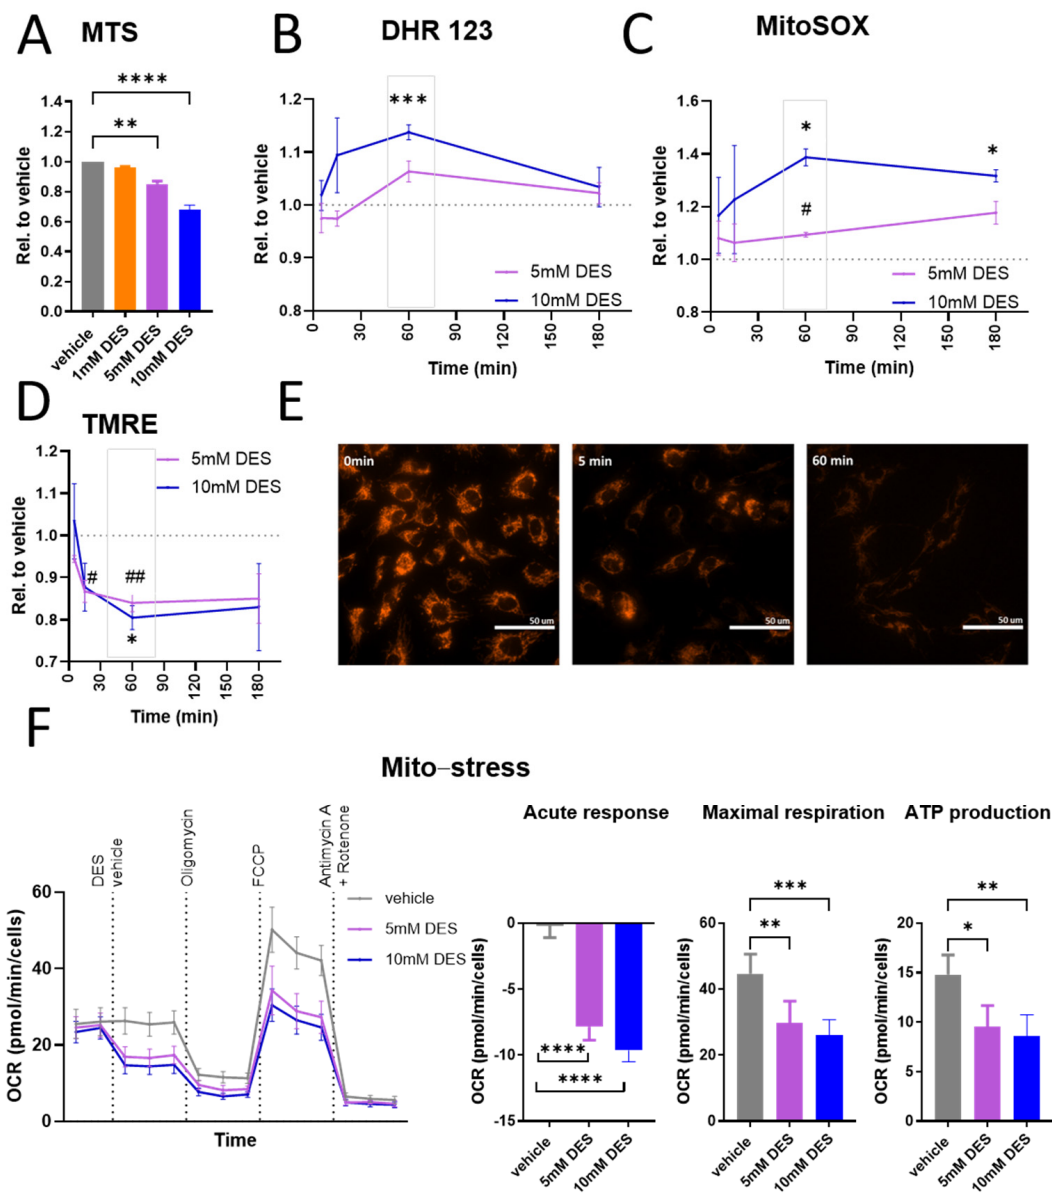 A
MTS
****
**
1.4
1.2
1.0
0.8
0.6
0.4
0.2
0.0
Rel. to vehicle
vehicle
1mM DES
5mM DES
10mM DES
B
DHR 123
***
1.2
1.1
1.0
0.9
0.8
Rel. to vehicle
5mM DES
10mM DES
0
30
60
90
120
150
180
Time (min)
C
MitoSOX
*
*
#
1.6
1.4
1.2
1.0
0.8
Rel. to vehicle
5mM DES
10mM DES
0
30
60
90
120
150
180
Time (min)
D
TMRE
1.2
1.1
1.0
0.9
0.8
0.7
Rel. to vehicle
5mM DES
10mM DES
#
##
*
0
30
60
90
120
150
180
Time (min)
E
0min
50 um
5 min
50 um
60 min
50 um
F
Mito–stress
DES
vehicle
Oligomycin
FCCP
Antimycin A
+ Rotenone
60
40
20
0
OCR (pmol/min/cells)
Time
vehicle
5mM DES
10mM DES
Acute response
0
-5
-10
-15
OCR (pmol/min/cells)
****
****
vehicle
5mM DES
10mM DES
Maximal respiration
***
**
60
40
20
0
OCR (pmol/min/cells)
vehicle
5mM DES
10mM DES
ATP production
**
*
20
15
10
5
0
OCR (pmol/min/cells)
vehicle
5mM DES
10mM DES